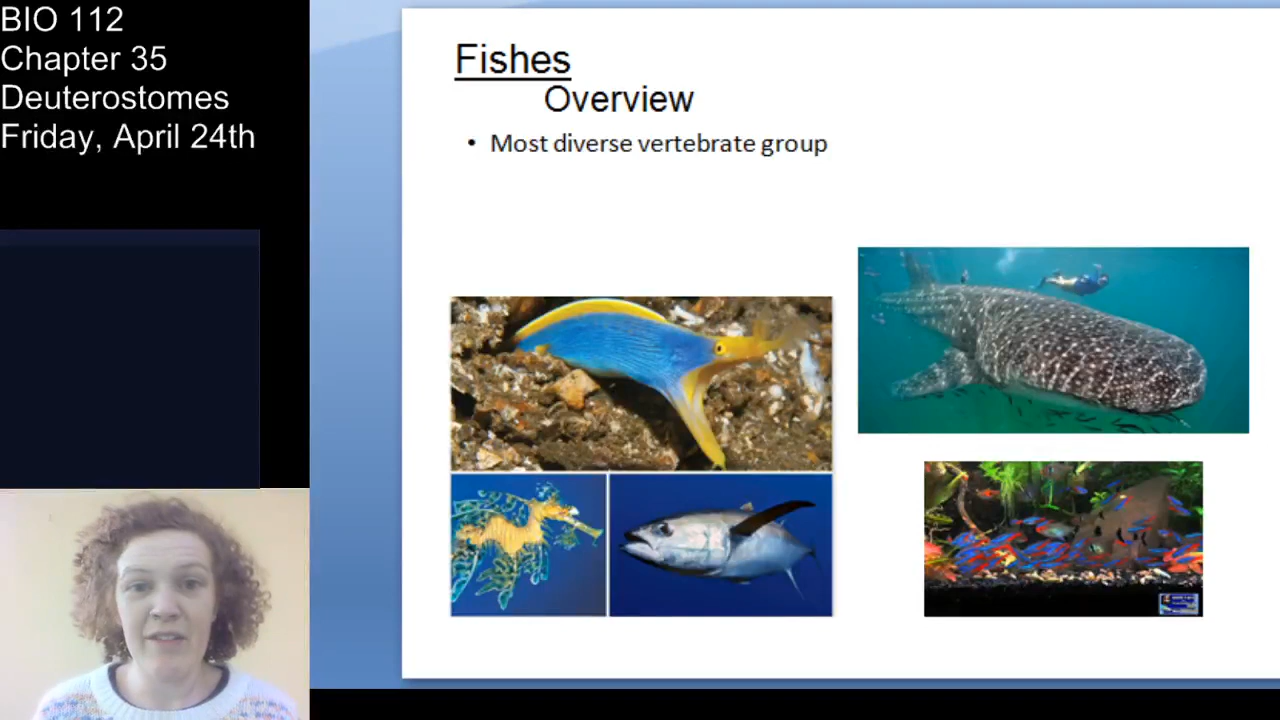 BIO 112
Chapter 35
Deuterostomes
Friday, April 24th
Fishes
Overview
• Most diverse vertebrate group